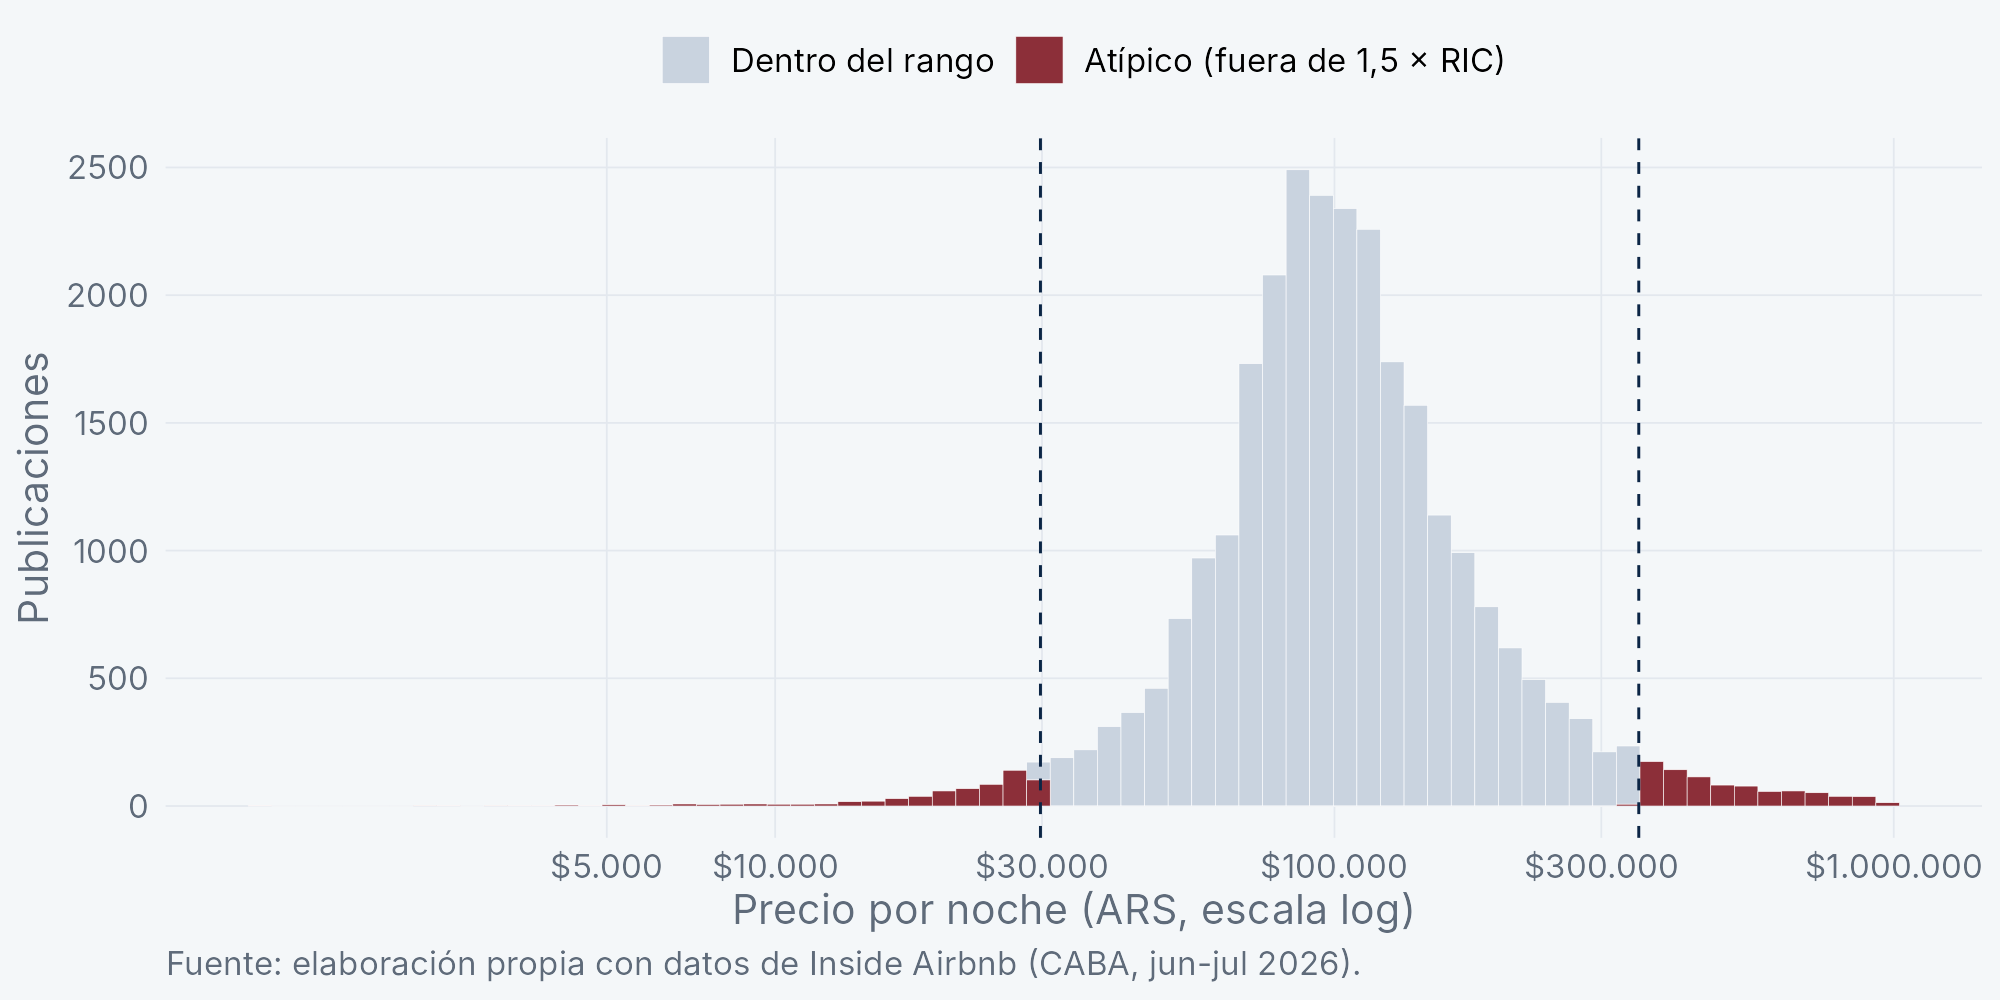 Dentro del rango
Atípico (fuera de 1,5 × RIC)
Publicaciones
2500
2000
1500
1000
500
0
$5.000
$10.000
$30.000
$100.000
$300.000
$1.000.000
Precio por noche (ARS, escala log)
Fuente: elaboración propia con datos de Inside Airbnb (CABA, jun-jul 2026).